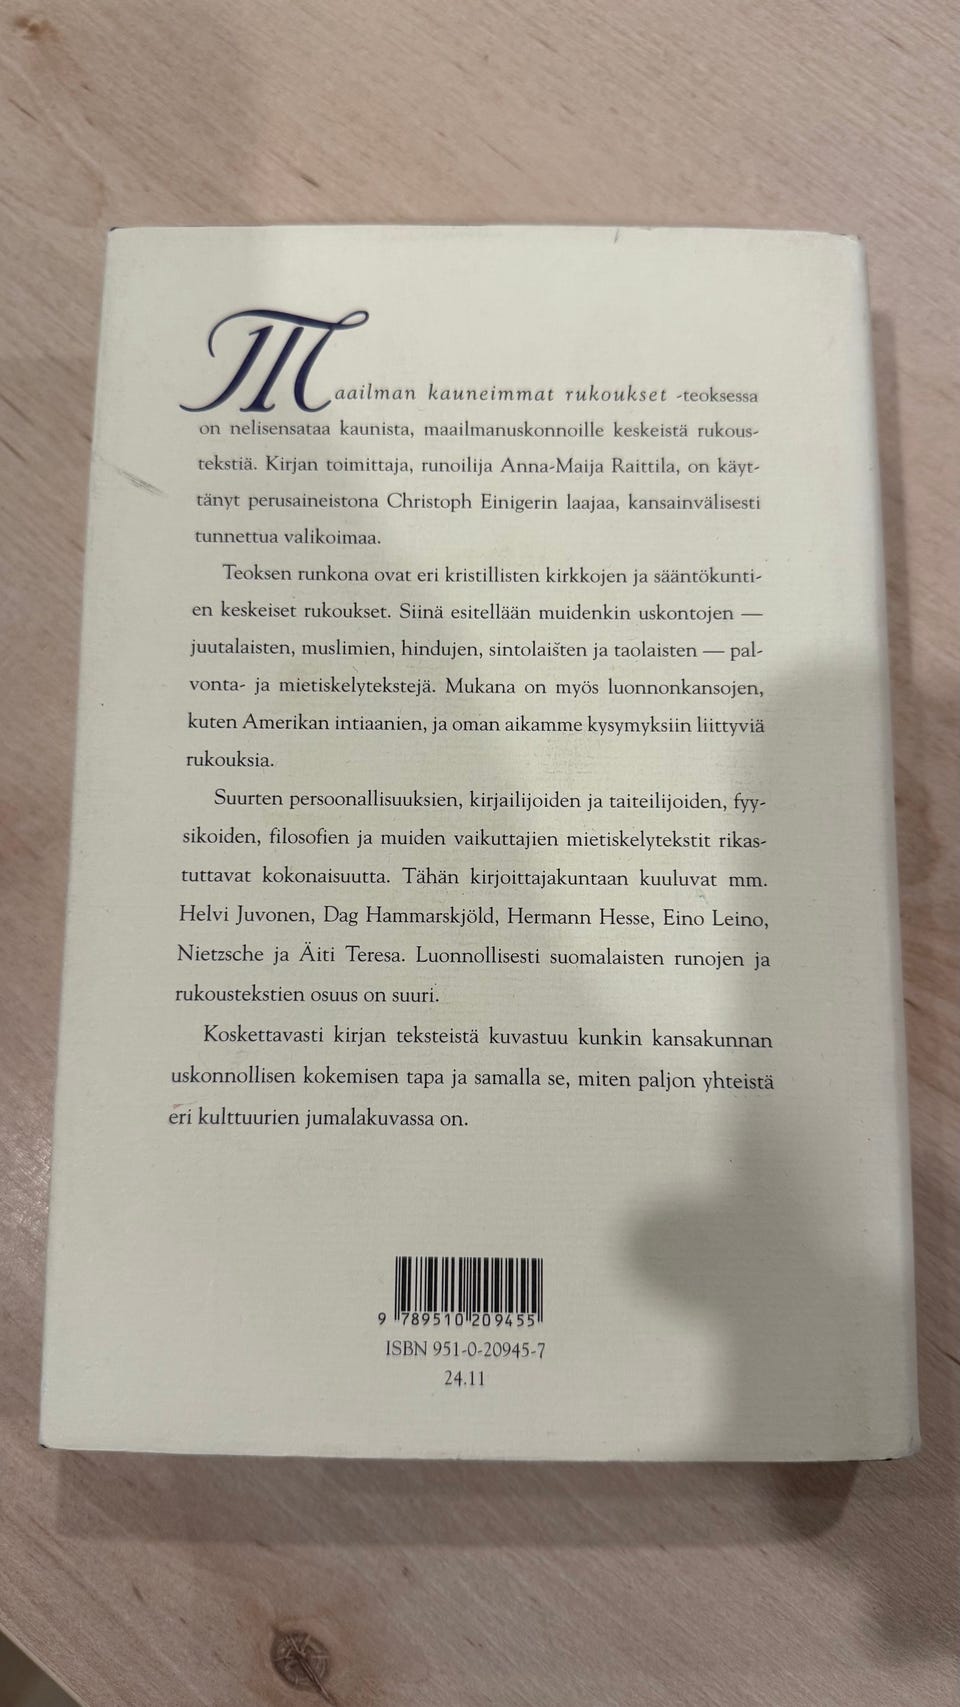 Maailman kauneimmat rukoukset -teoksessa
on nelisensataa kaunista, maailmanuskonnoille keskeistä rukous-
tekstiä. Kirjan toimittaja, runoilija Anna-Maija Raittila, on käyt-
tänyt perusaineistona Christoph Einigerin laajaa, kansainvälisesti
tunnettua valikoimaa.
Teoksen runkona ovat eri kristillisten kirkkojen ja sääntökunti-
en keskeiset rukoukset. Siinä esitellään muidenkin uskontojen —
juutalaisten, muslimien, hindujen, sintolaisten ja taolaisten — pal-
vonta- ja mietiskelytekstejä. Mukana on myös luonnonkansojen,
kuten Amerikan intiaanien, ja oman aikamme kysymyksiin liittyviä
rukouksia.
Suurten persoonallisuuksien, kirjailijoiden ja taiteilijoiden, fyy-
sikoiden, filosofien ja muiden vaikuttajien mietiskelytekstit rikas-
tuttavat kokonaisuutta. Tähän kirjoittajakuntaan kuuluvat mm.
Helvi Juvonen, Dag Hammarskjöld, Hermann Hesse, Eino Leino,
Nietzsche ja Äiti Teresa. Luonnollisesti suomalaisten runojen ja
rukoustekstien osuus on suuri.
Koskettavasti kirjan teksteistä kuvastuu kunkin kansakunnan
uskonnollisen kokemisen tapa ja samalla se, miten paljon yhteistä
eri kulttuurien jumalakuvassa on.
9 789510 209455
ISBN 951-0-20945-7
24.11